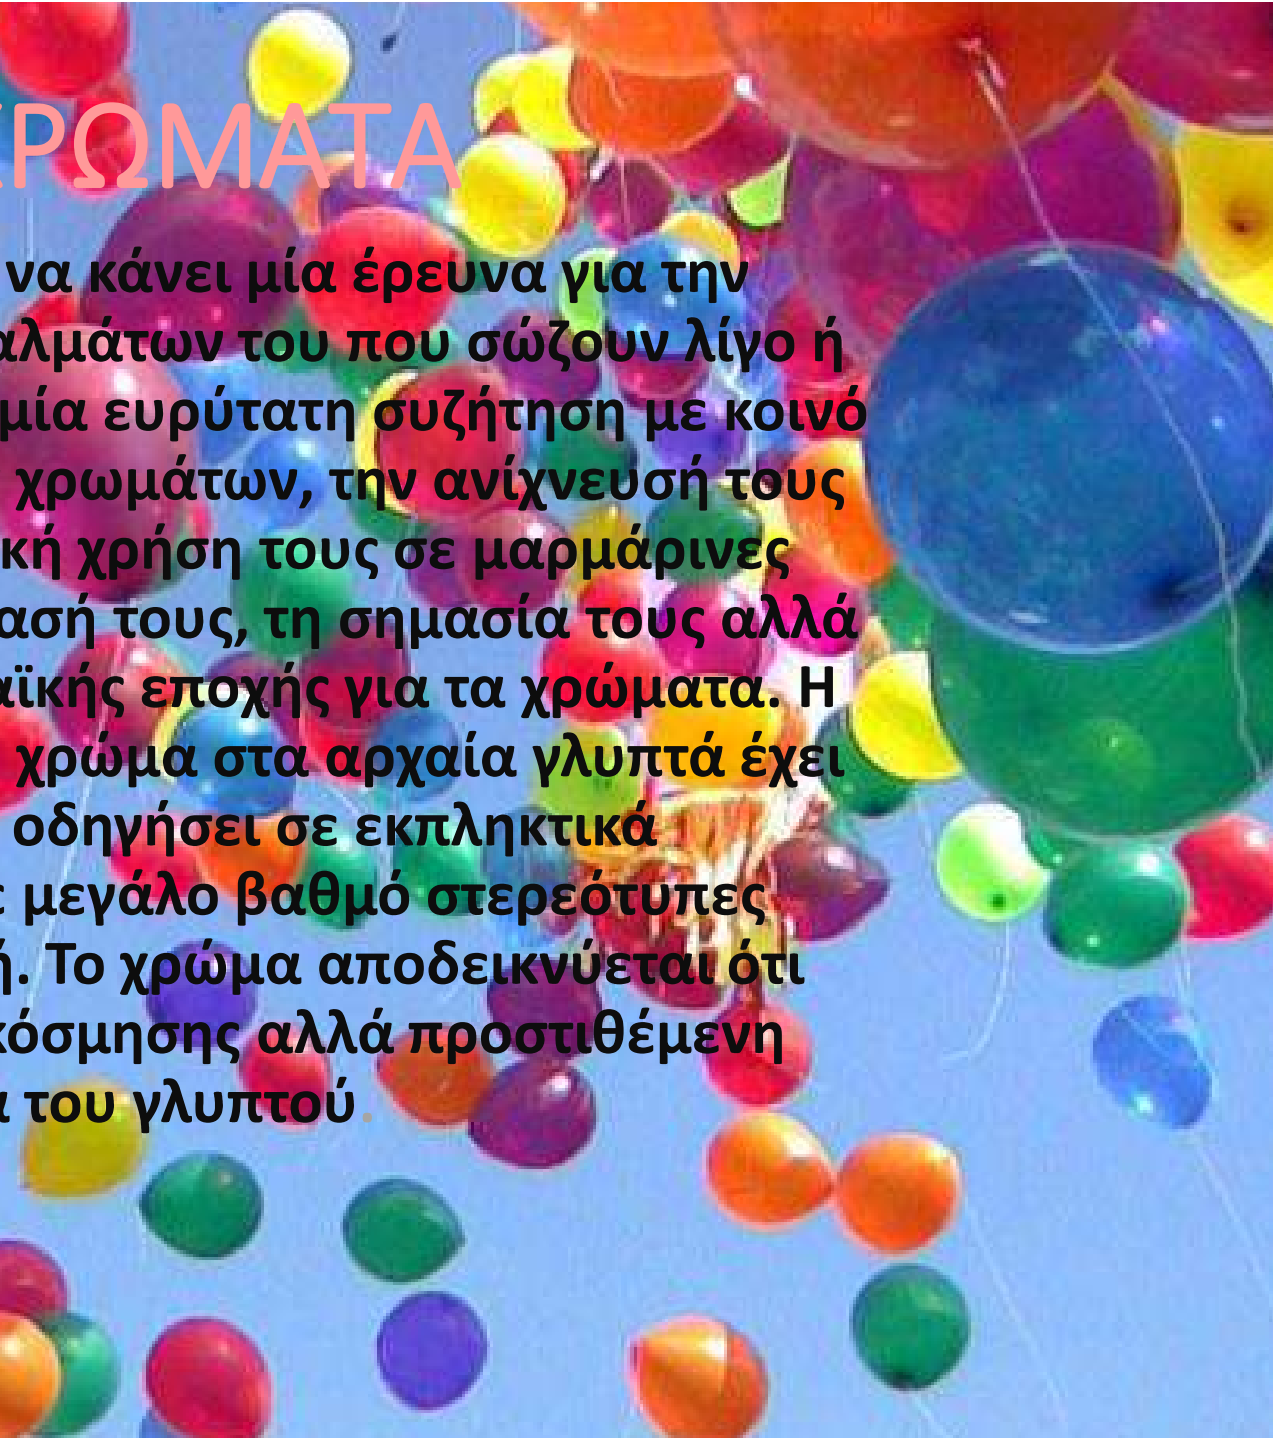 ΧΡΩΜΑΤΑ
να κάνει μία έρευνα για την
αλμάτων του που σώζουν λίγο ή
μία ευρύτατη συζήτηση με κοινό
χρωμάτων, την ανίχνευσή τους
κή χρήση τους σε μαρμάρινες
ασή τους, τη σημασία τους αλλά
αϊκής εποχής για τα χρώματα. Η
χρώμα στα αρχαία γλυπτά έχει
οδηγήσει σε εκπληκτικά
ε μεγάλο βαθμό στερεότυπες
ή. Το χρώμα αποδεικνύεται ότι
κόσμησης αλλά προστιθέμενη
α του γλυπτού.